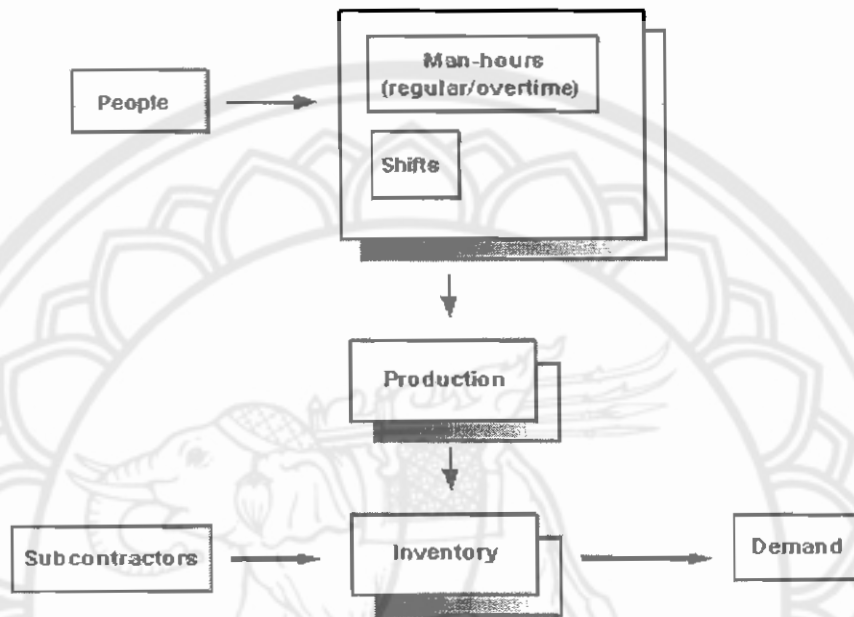 Man-hours
(regular/overtime)
People
Shifts
Production
Subcontractors
Inventory
Demand